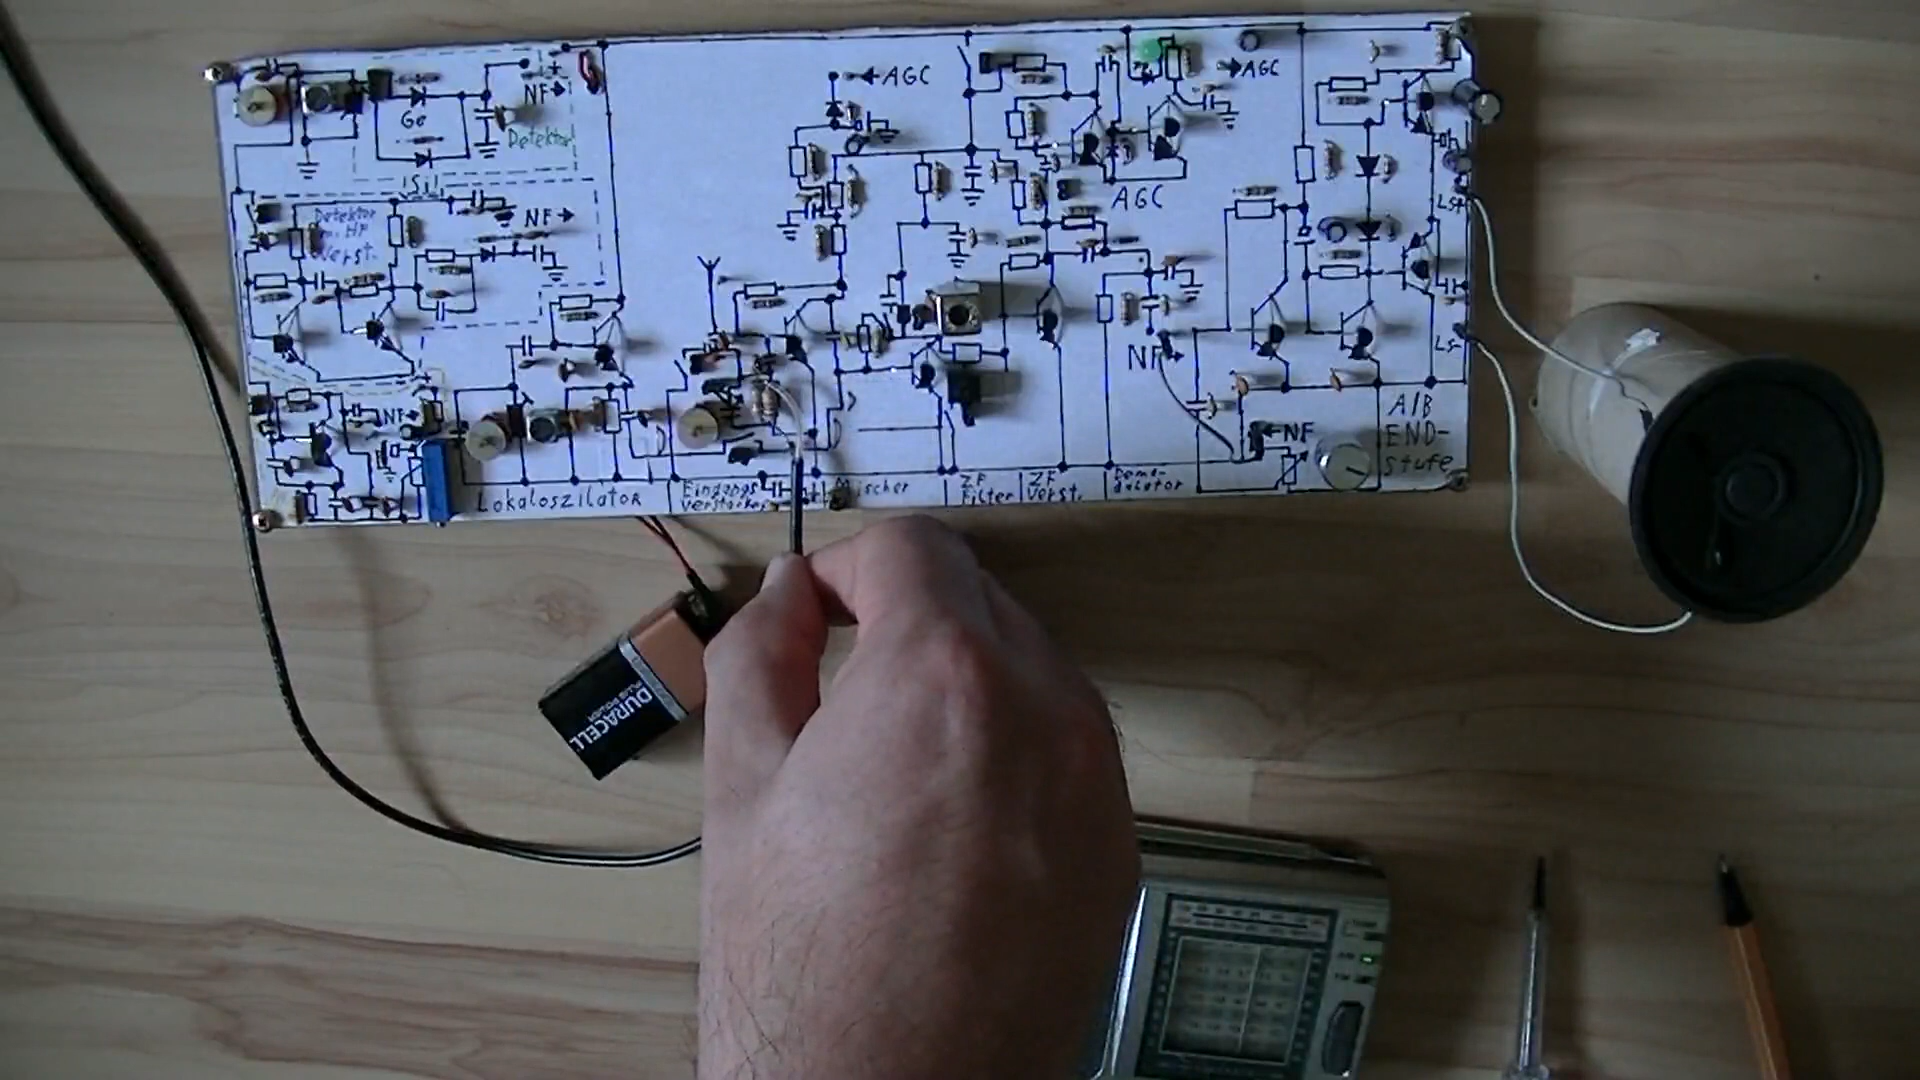 AGC
AGC
NF
Ge
Detektor
Sil
AGC
Detektor
m. HF
Verst.
NF
LS+
NF
NF
LS-
A/B
END-
Stufe
NF
Lokaloszilator
Eingangs
verstärker
Mischer
ZF
Filter
ZF
Verst.
Demo-
dulator
DURACELL